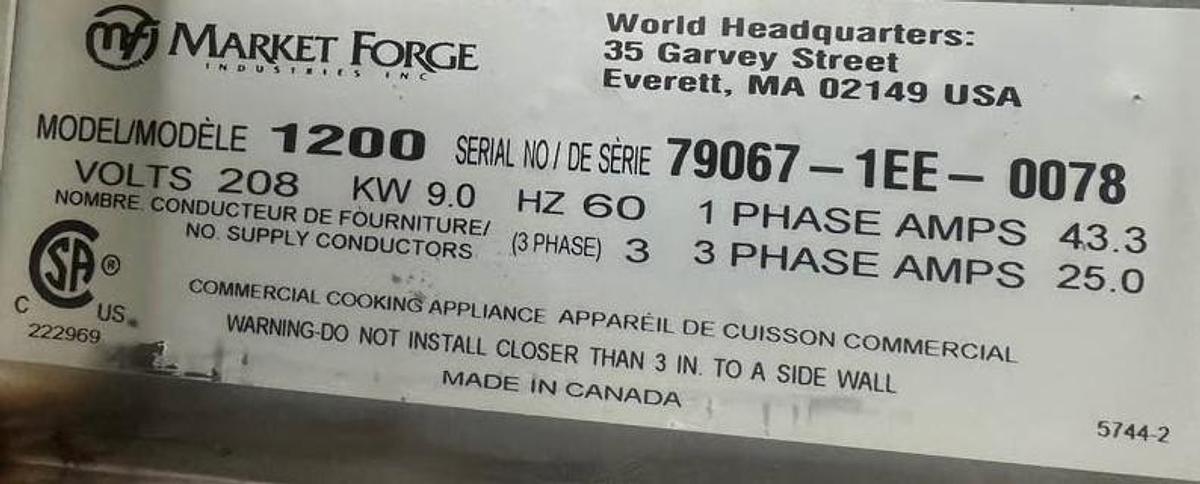 mfi MARKET FORGE
INDUSTRIES INC
World Headquarters:
35 Garvey Street
Everett, MA 02149 USA
MODEL/MODÈLE 1200 SERIAL NO / DE SÈRIE 79067-1EE-0078
VOLTS 208 KW 9.0 HZ 60 1 PHASE AMPS 43.3
NOMBRE. CONDUCTEUR DE FOURNITURE/
NO. SUPPLY CONDUCTORS (3 PHASE) 3 3 PHASE AMPS 25.0
CSA ®
C US
222969
COMMERCIAL COOKING APPLIANCE APPARÉIL DE CUISSON COMMERCIAL
WARNING-DO NOT INSTALL CLOSER THAN 3 IN. TO A SIDE WALL
MADE IN CANADA
5744-2